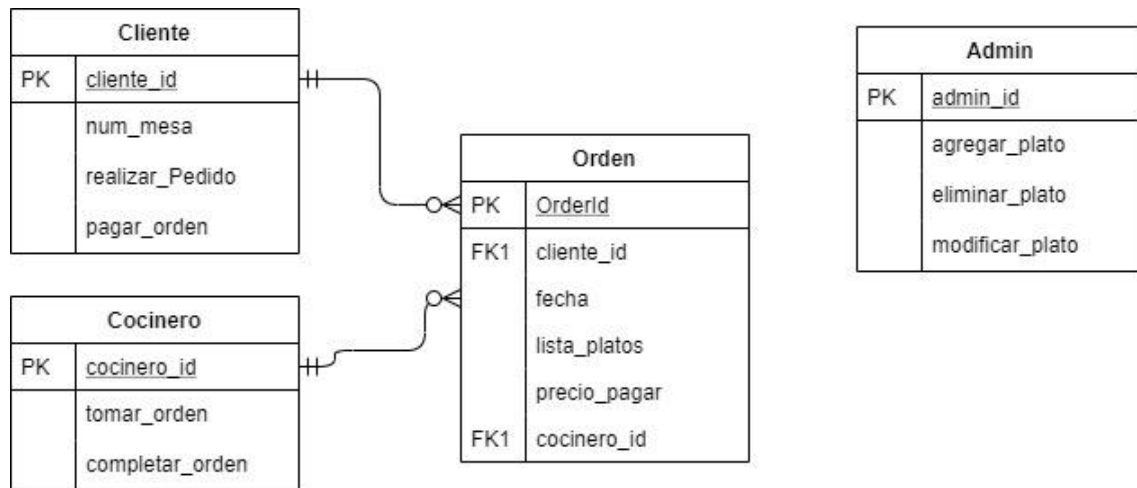 Cliente
PK cliente_id
num_mesa
realizar_Pedido
pagar_orden
Cocinero
PK cocinero_id
tomar_orden
completar_orden
Orden
PK OrderId
FK1 cliente_id
fecha
lista_platos
precio_pagar
FK1 cocinero_id
Admin
PK admin_id
agregar_plato
eliminar_plato
modificar_plato